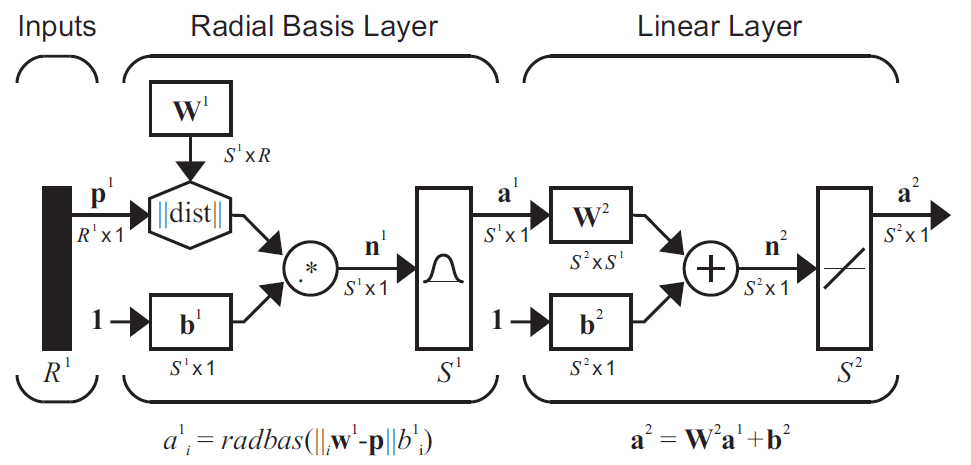 Inputs
Radial Basis Layer
Linear Layer
W¹
S¹xR
p¹
R¹x1
||dist||
.*
n¹
S¹x1
1
b¹
S¹x1
R¹
S¹
a¹
S¹x1
W²
S²xS¹
1
b²
S²x1
+
n²
S²x1
a²
S²x1
S²
a¹ᵢ = radbas(||ᵢw¹-p||b¹ᵢ)
a² = W²a¹+b²